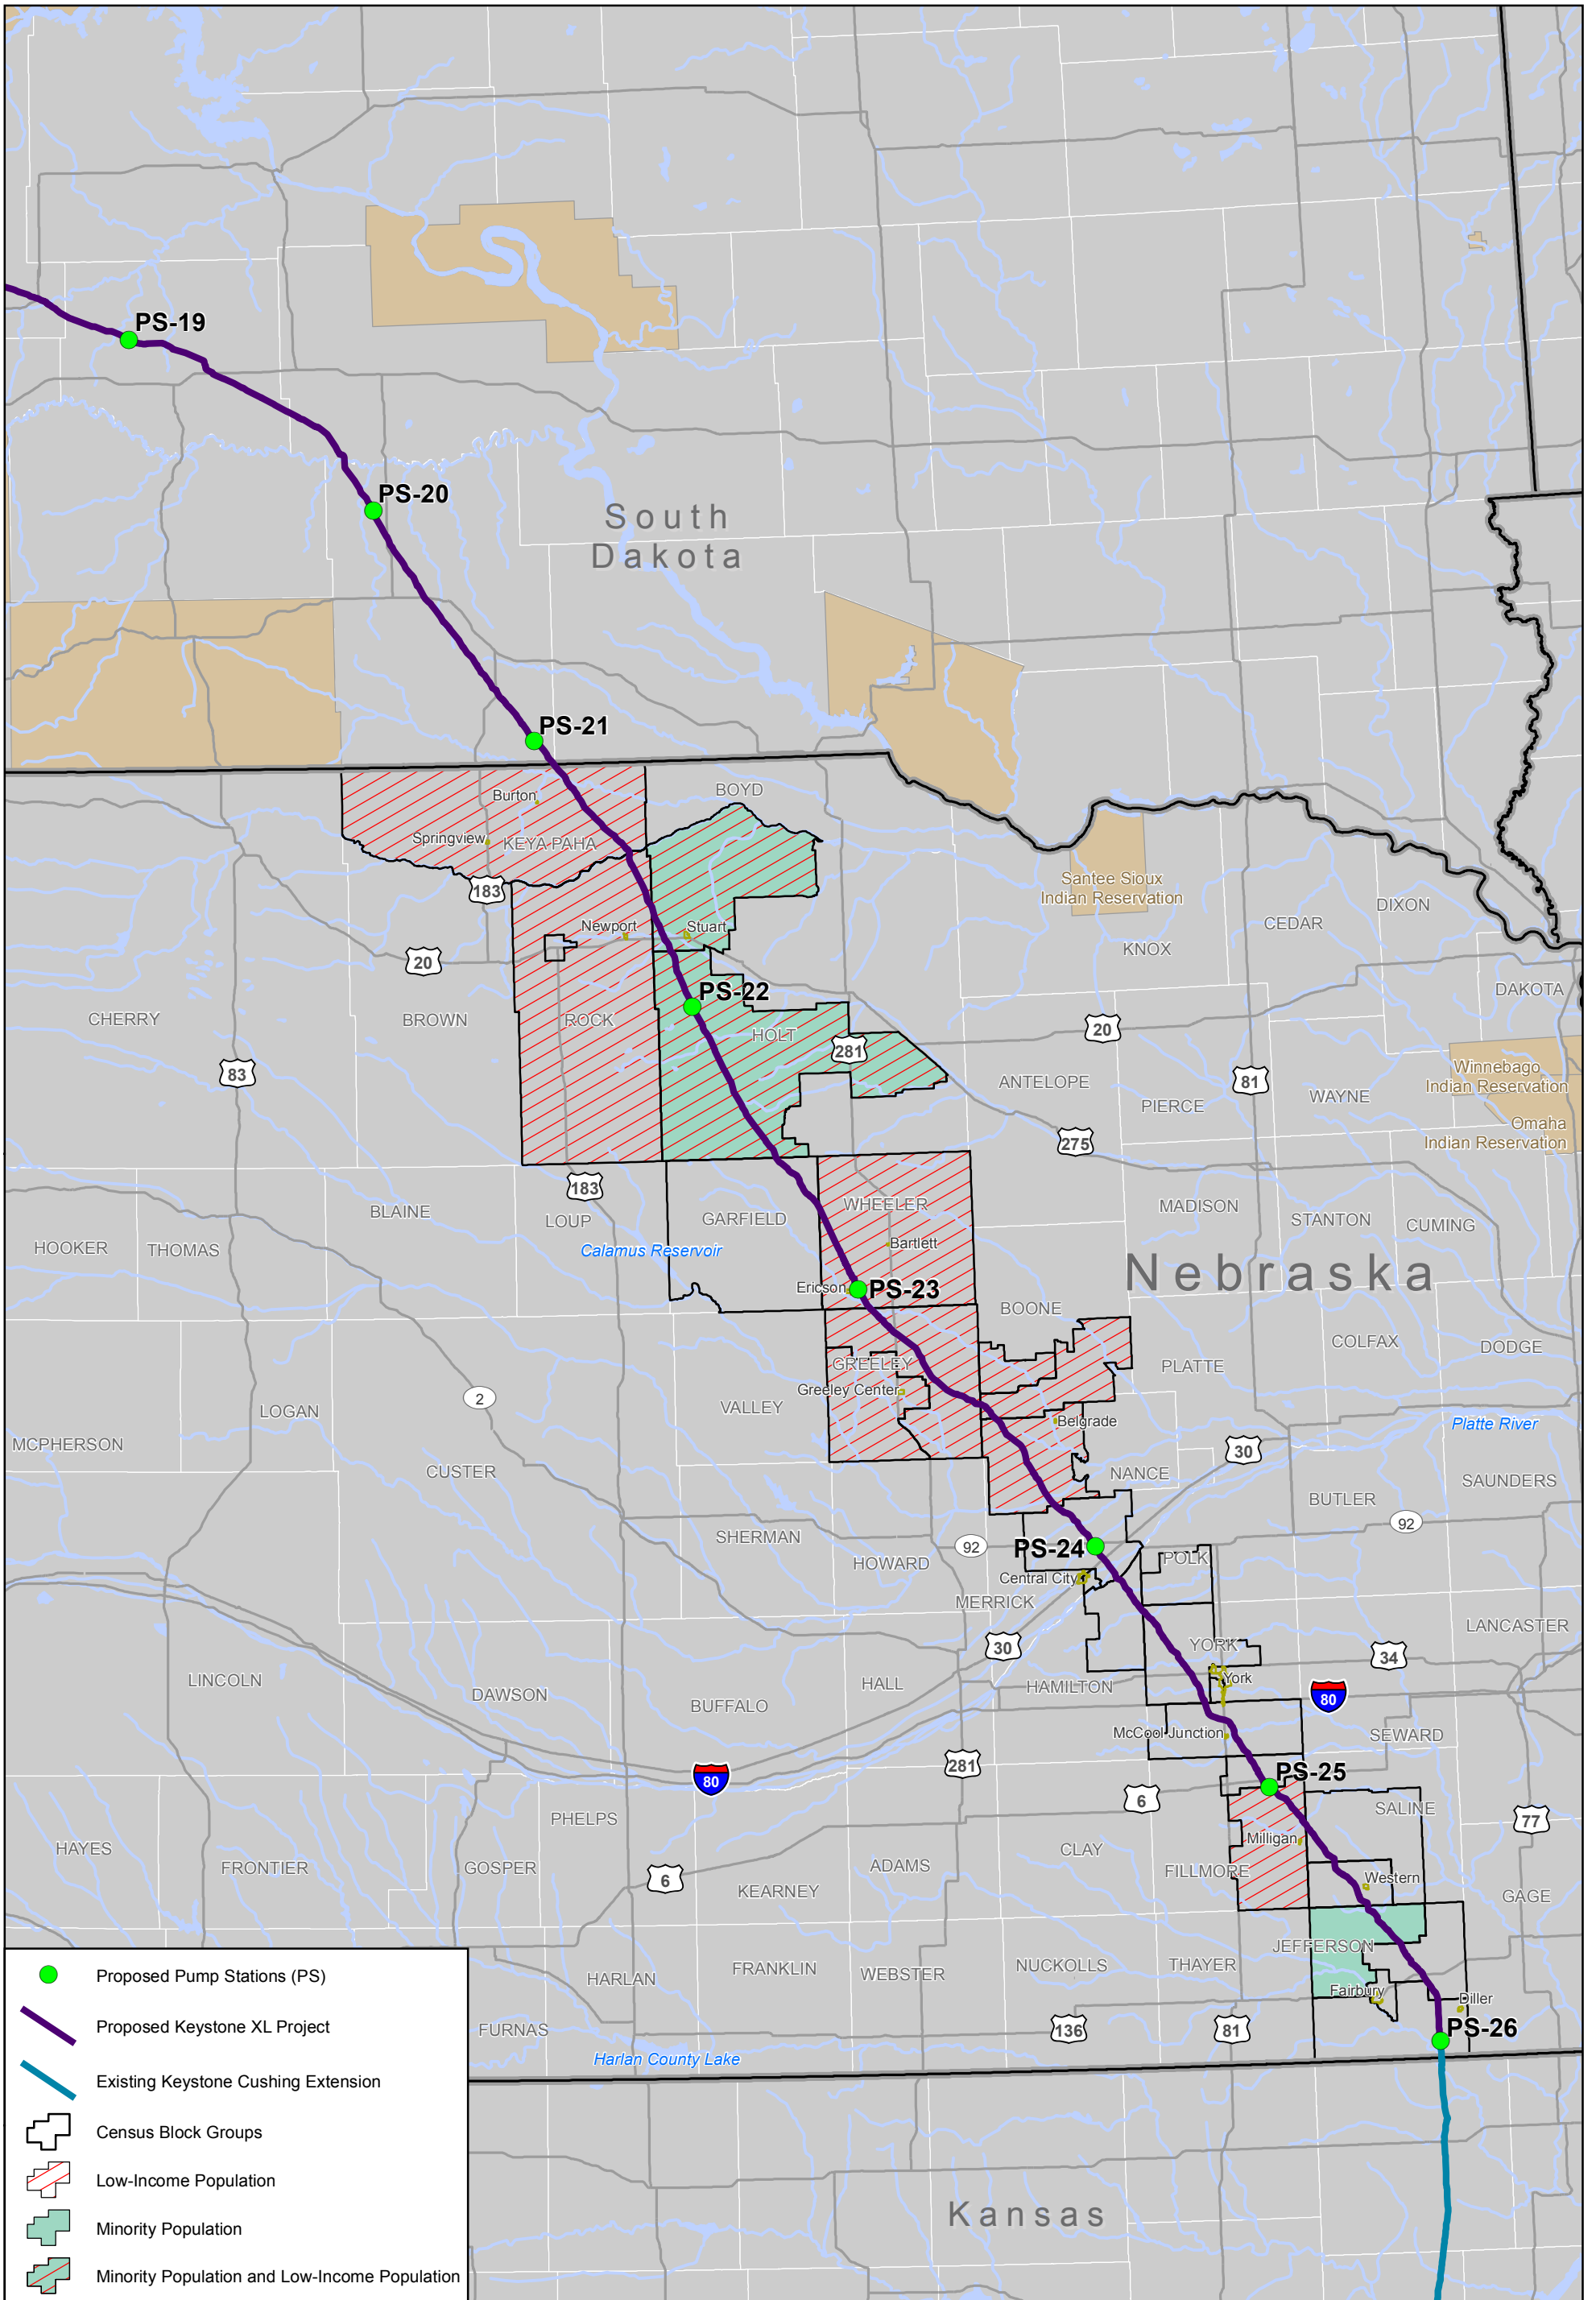 PS-19
PS-20
South
Dakota
PS-21
Burton
BOYD
Springview
KEYA PAHA
183
Santee Sioux
Indian Reservation
DIXON
CEDAR
Newport
Stuart
KNOX
20
PS-22
DAKOTA
CHERRY
BROWN
ROCK
HOLT
20
281
83
Winnebago
Indian Reservation
ANTELOPE
81
WAYNE
PIERCE
Omaha
Indian Reservation
275
183
BLAINE
WHEELER
MADISON
LOUP
GARFIELD
STANTON
CUMING
HOOKER
THOMAS
Calamus Reservoir
Bartlett
Nebraska
Ericson
PS-23
BOONE
COLFAX
DODGE
GREELEY
PLATTE
Greeley Center
2
LOGAN
VALLEY
Belgrade
Platte River
MCPHERSON
30
CUSTER
NANCE
SAUNDERS
BUTLER
92
SHERMAN
92
PS-24
HOWARD
POLK
Central City
MERRICK
LANCASTER
30
YORK
34
LINCOLN
York
HALL
HAMILTON
DAWSON
80
BUFFALO
McCool Junction
SEWARD
281
80
PS-25
6
PHELPS
SALINE
77
Milligan
HAYES
CLAY
FRONTIER
GOSPER
ADAMS
FILLMORE
6
Western
KEARNEY
GAGE
JEFFERSON
HARLAN
FRANKLIN
WEBSTER
NUCKOLLS
THAYER
Fairbury
Diller
FURNAS
136
81
PS-26
Harlan County Lake
Kansas
Proposed Pump Stations (PS)
Proposed Keystone XL Project
Existing Keystone Cushing Extension
Census Block Groups
Low-Income Population
Minority Population
Minority Population and Low-Income Population